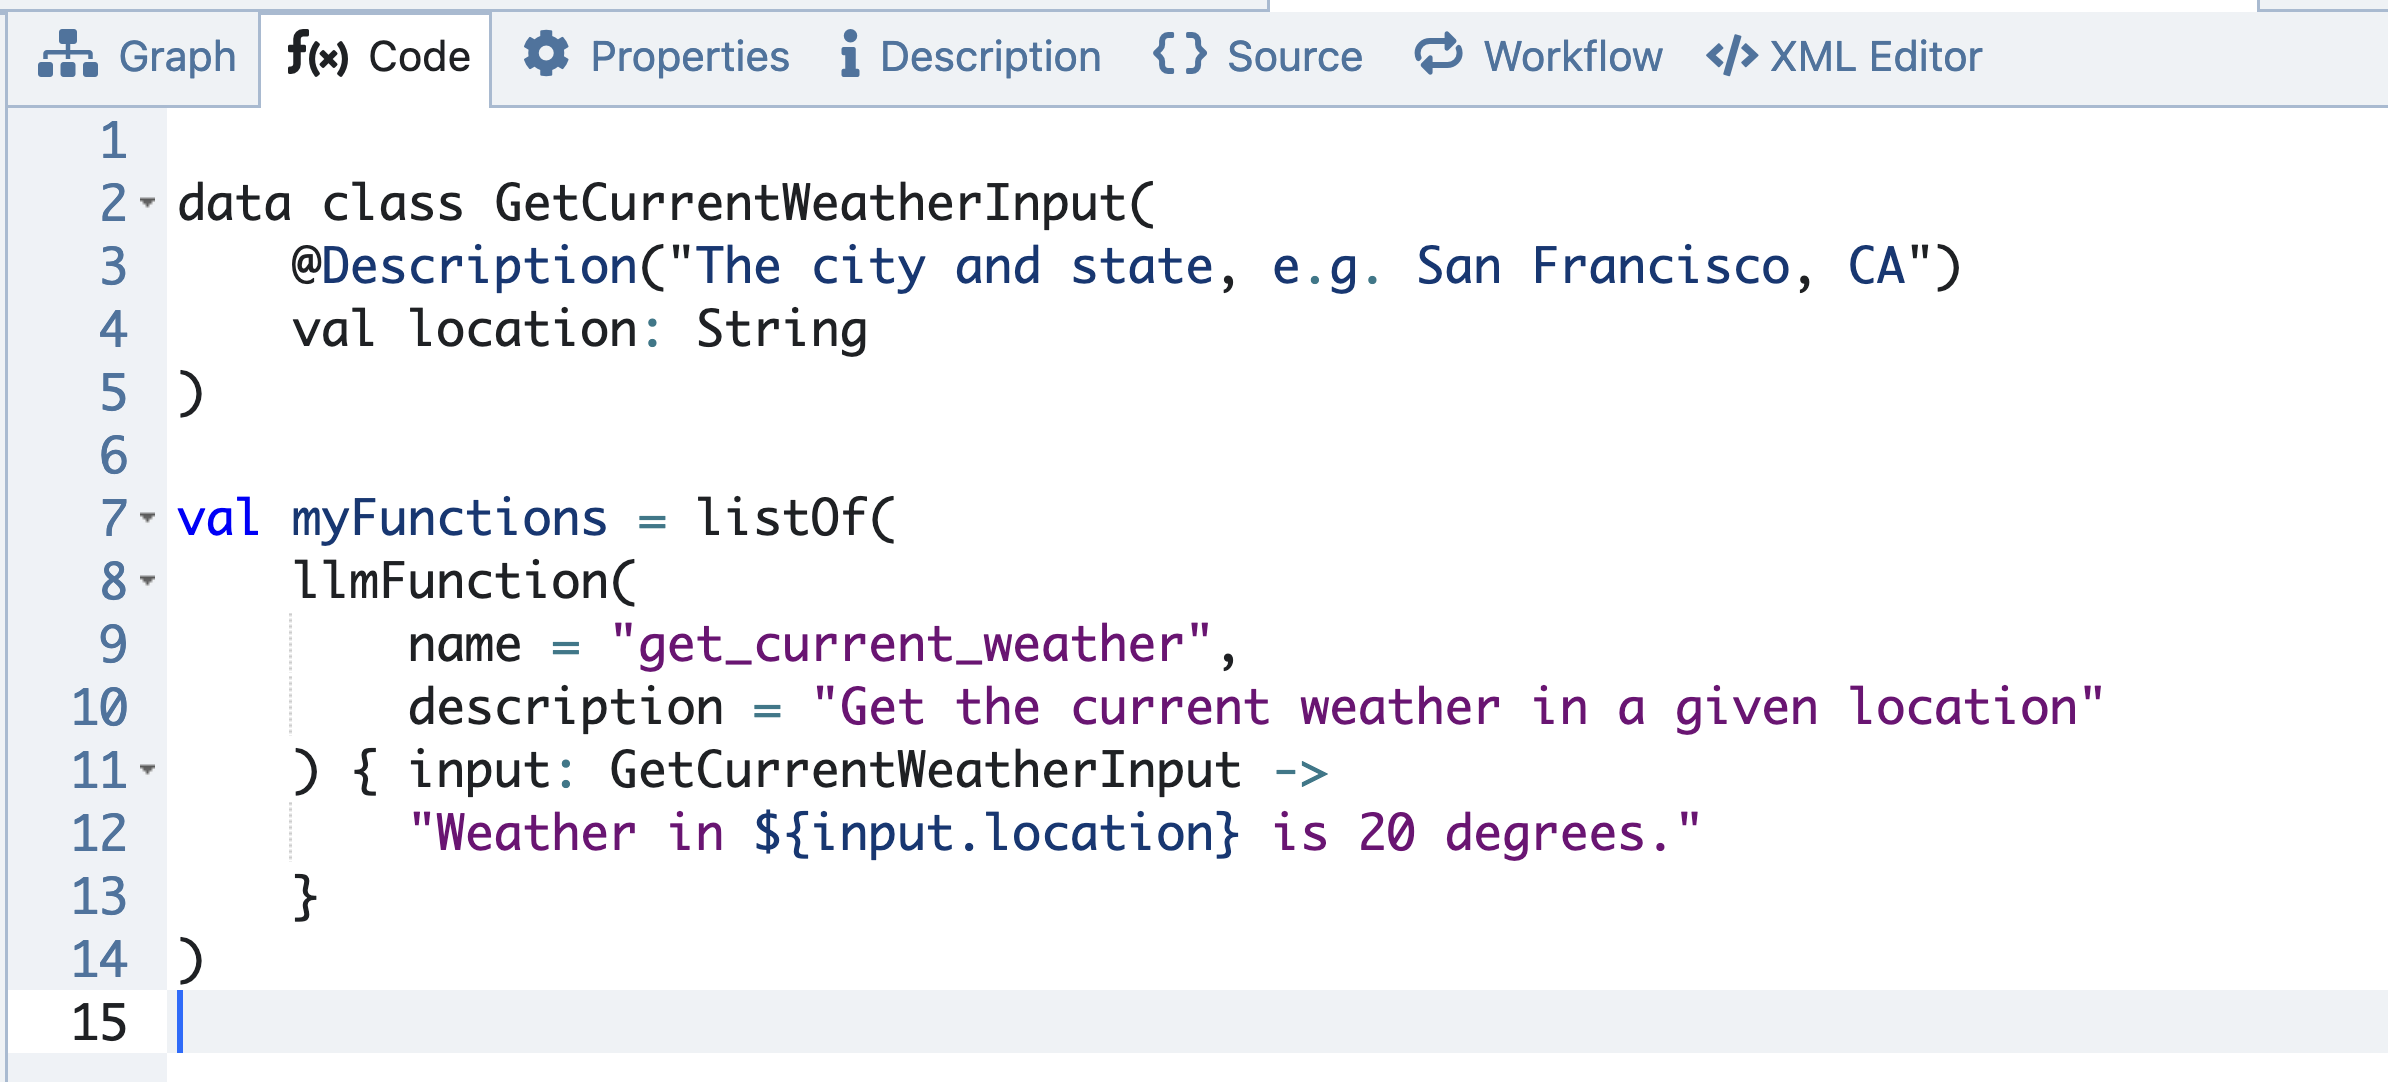 Graph f(x) Code Properties i Description {} Source Workflow </> XML Editor
1
2 data class GetCurrentWeatherInput(
3     @Description("The city and state, e.g. San Francisco, CA")
4     val location: String
5 )
6
7 val myFunctions = listOf(
8     llmFunction(
9         name = "get_current_weather",
10         description = "Get the current weather in a given location"
11     ) { input: GetCurrentWeatherInput ->
12         "Weather in ${input.location} is 20 degrees."
13     }
14 )
15